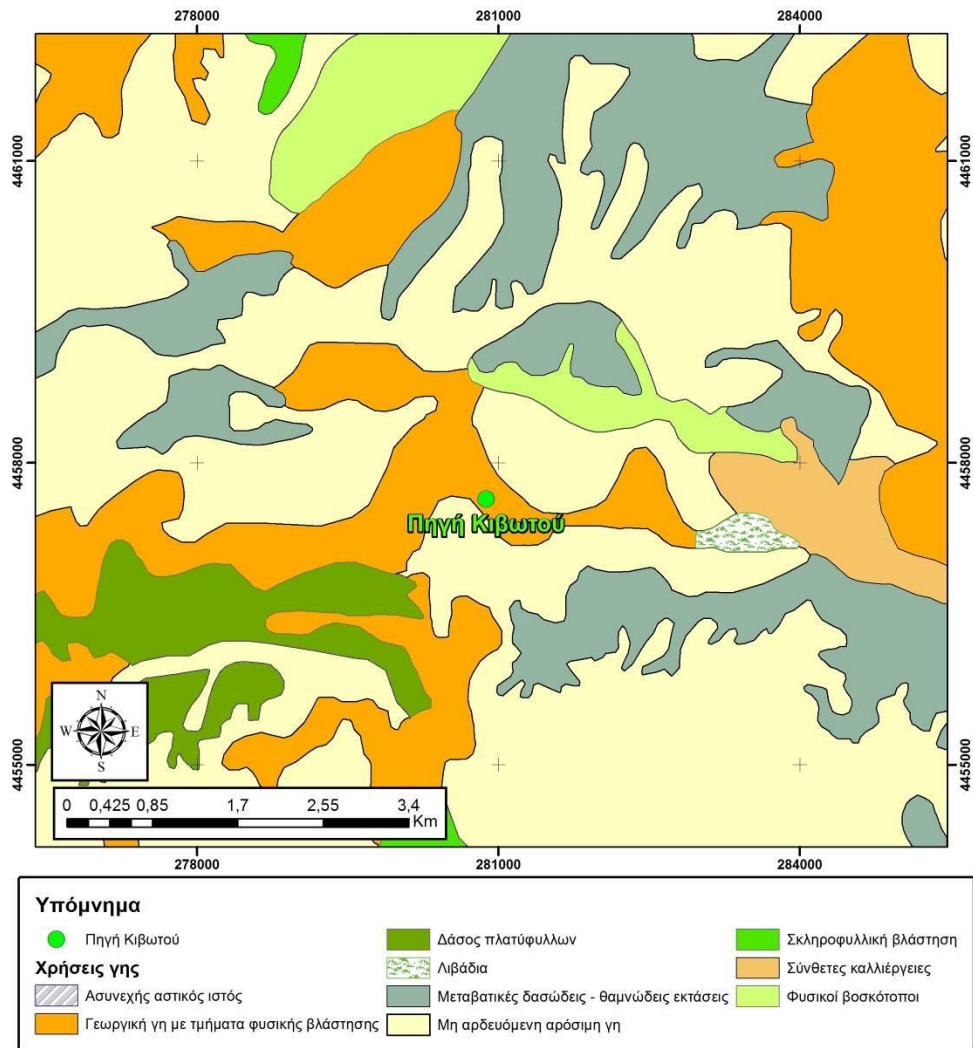 278000
281000
284000
4461000
4461000
4458000
4458000
Πηγή Κιβωτού
4455000
4455000
N
W
E
S
0
0,425
0,85
1,7
2,55
3,4
Km
278000
281000
284000
Υπόμνημα
Πηγή Κιβωτού
Χρήσεις γης
Ασυνεχής αστικός ιστός
Γεωργική γη με τμήματα φυσικής βλάστησης
Δάσος πλατύφυλλων
Λιβάδια
Μεταβατικές δασώδεις - θαμνώδεις εκτάσεις
Μη αρδευόμενη αρόσιμη γη
Σκληροφυλλική βλάστηση
Σύνθετες καλλιέργειες
Φυσικοί βοσκότοποι